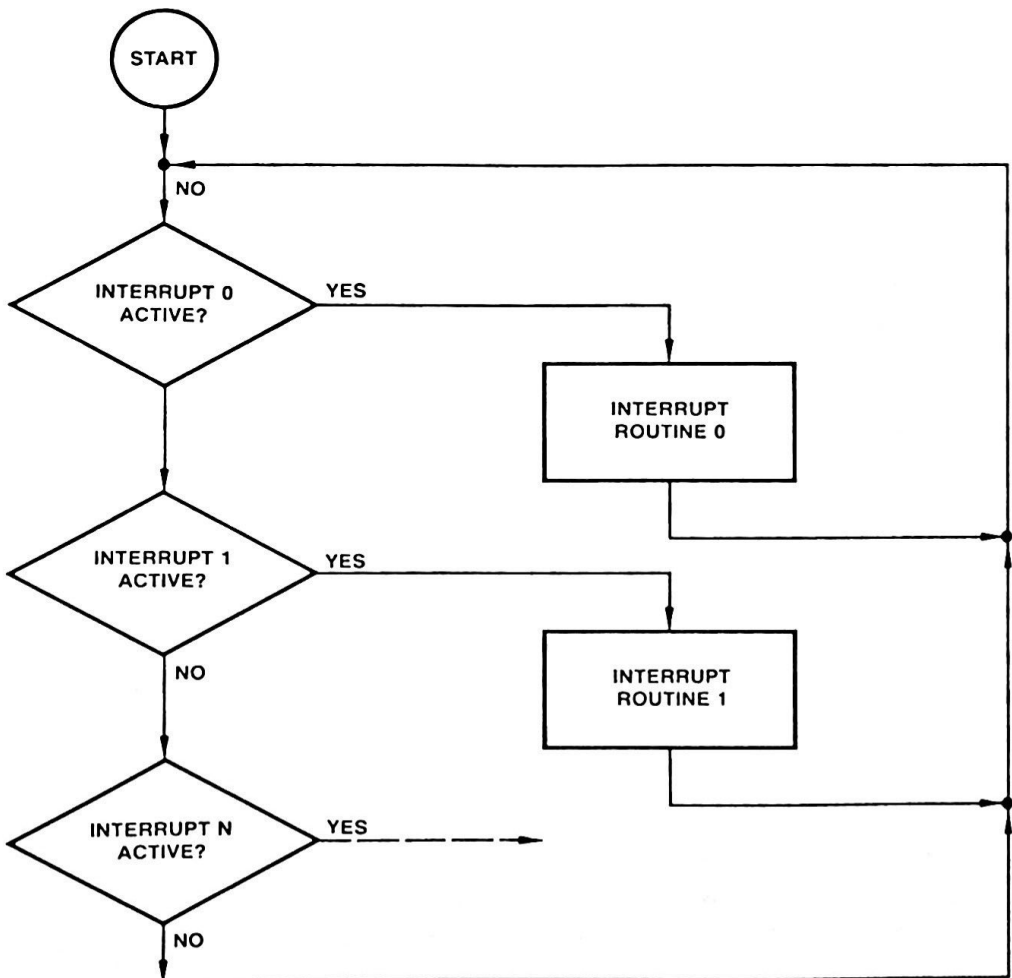 START
NO
INTERRUPT 0
ACTIVE?
YES
INTERRUPT
ROUTINE 0
INTERRUPT 1
ACTIVE?
YES
INTERRUPT
ROUTINE 1
NO
INTERRUPT N
ACTIVE?
YES
NO